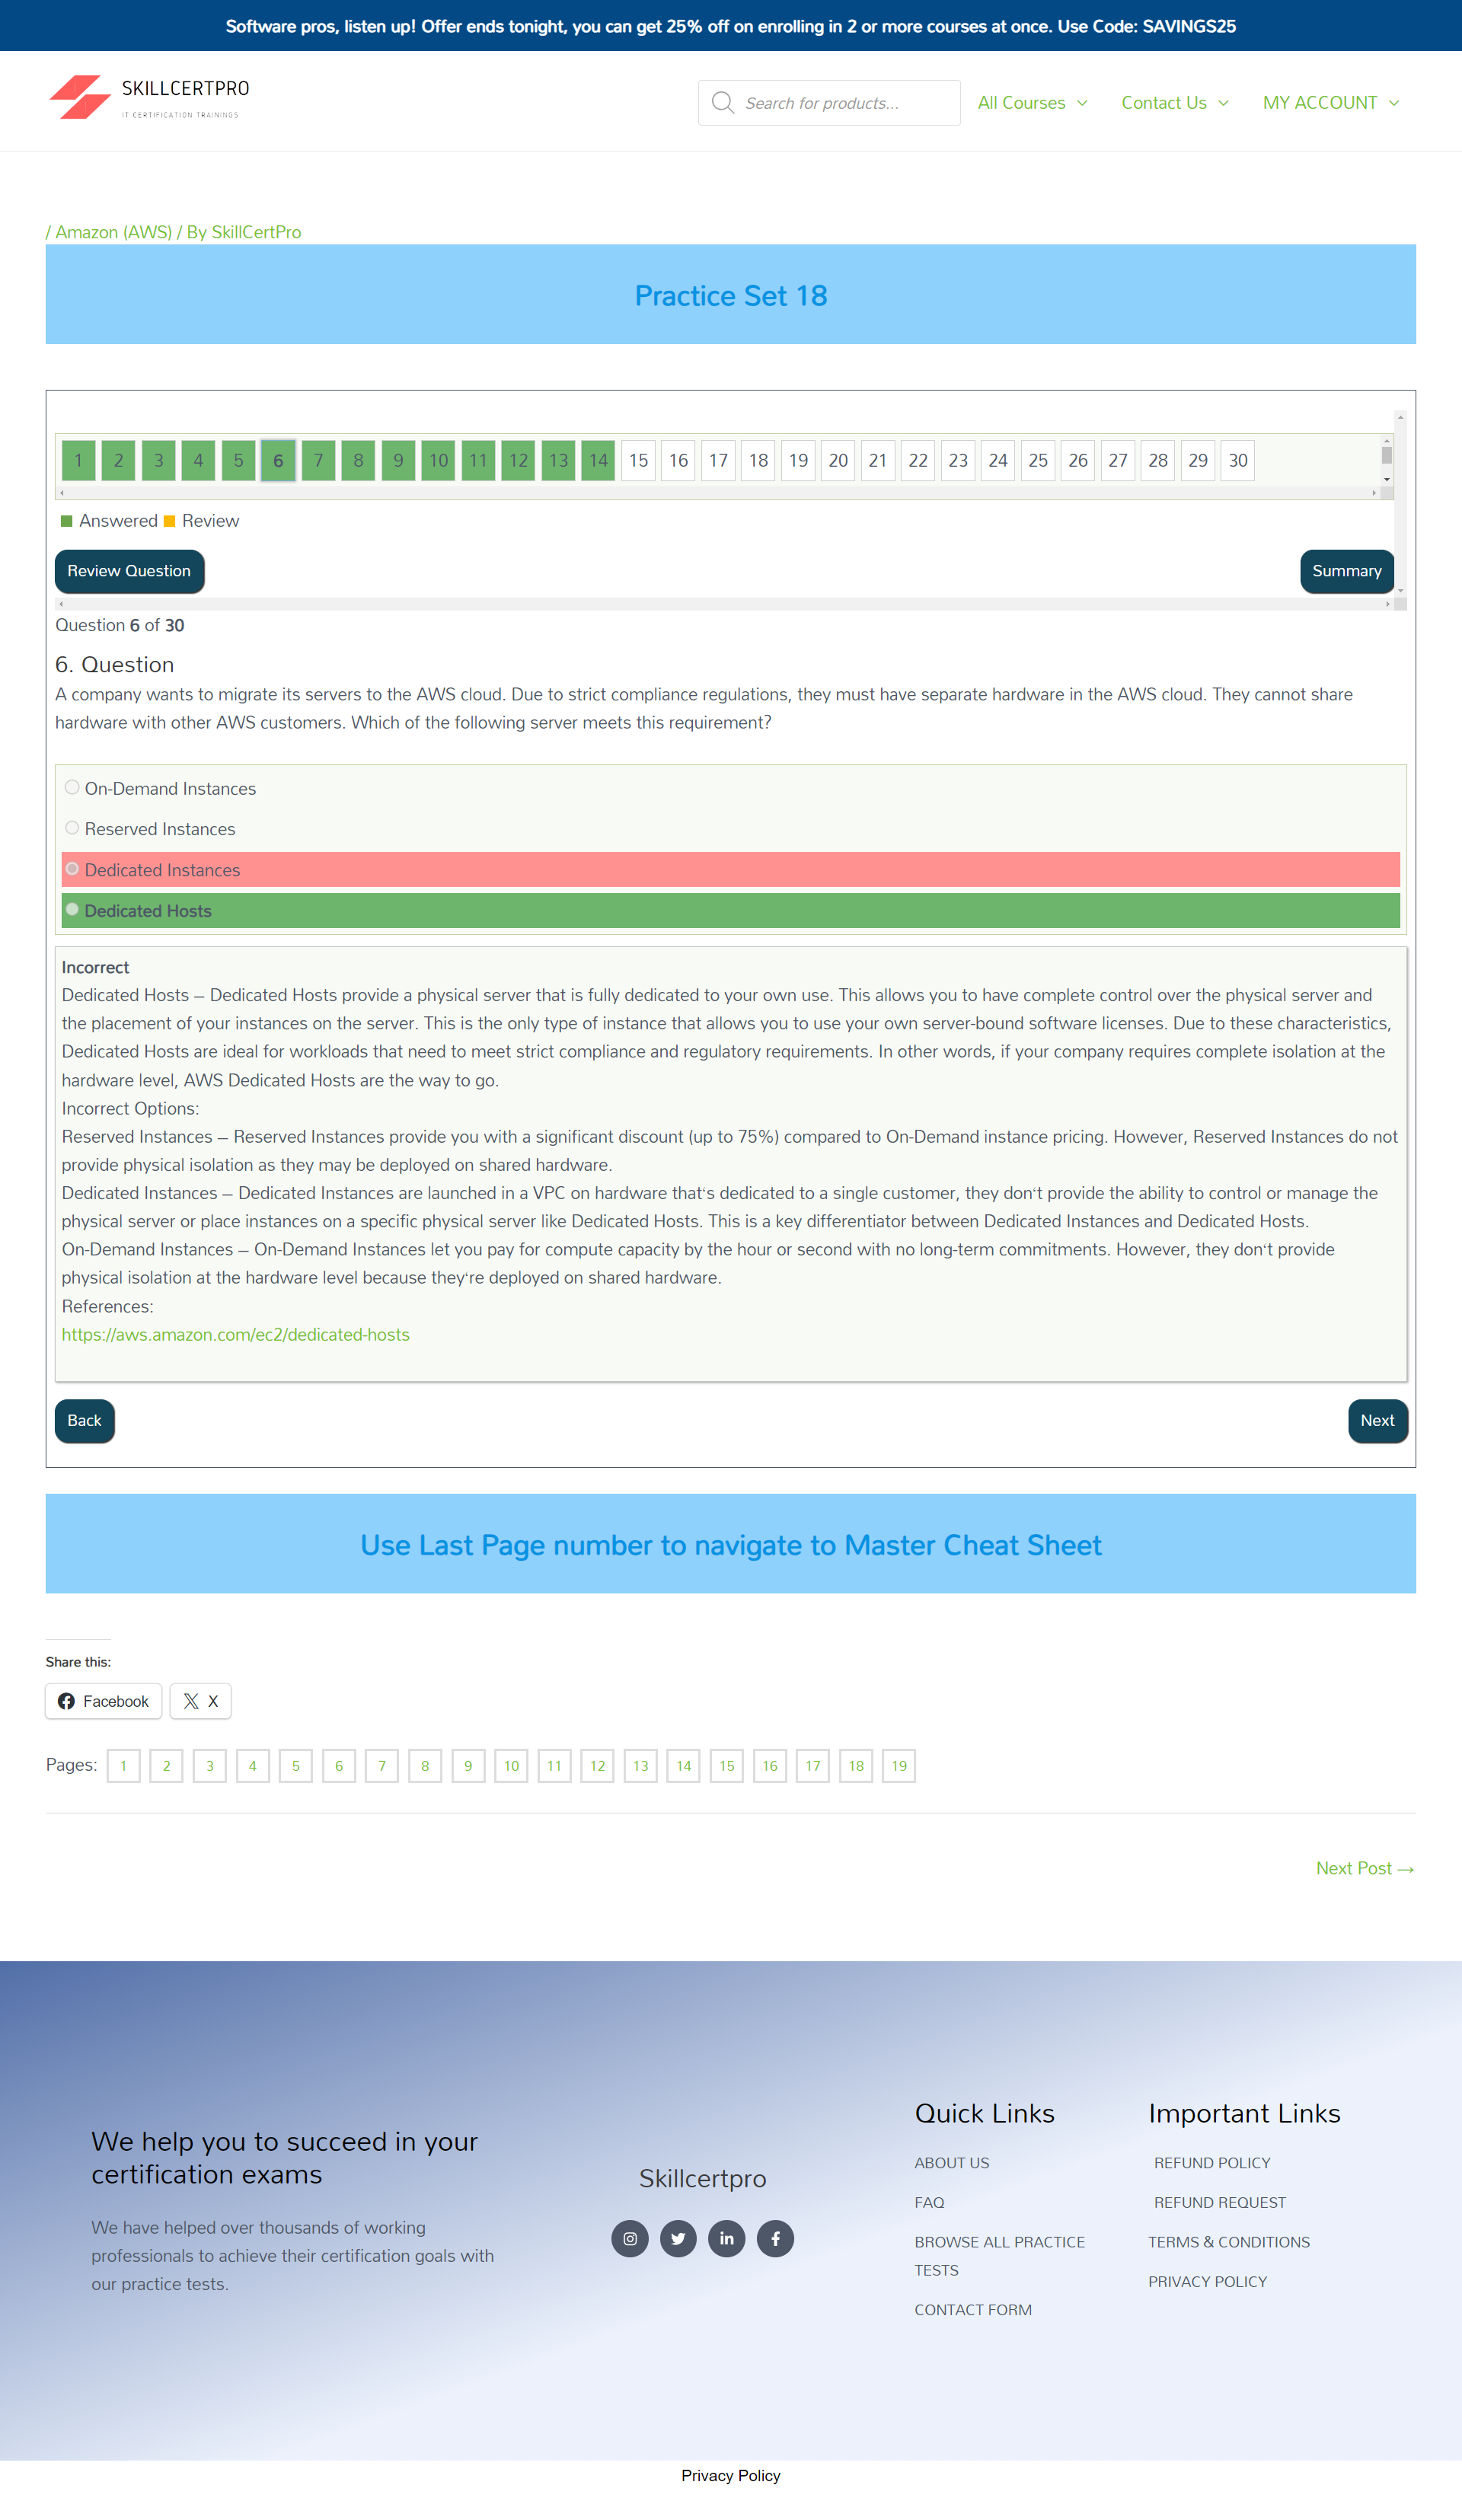 Software pros, listen up! Offer ends tonight, you can get 25% off on enrolling in 2 or more courses at once. Use Code: SAVINGS25
SKILLCERTPRO
IT CERTIFICATION TRAININGS
Search for products...
All Courses
Contact Us
MY ACCOUNT
/ Amazon (AWS) / By SkillCertPro
Practice Set 18
1 2 3 4 5 6 7 8 9 10 11 12 13 14 15 16 17 18 19 20 21 22 23 24 25 26 27 28 29 30
Answered Review
Review Question
Summary
Question 6 of 30
6. Question
A company wants to migrate its servers to the AWS cloud. Due to strict compliance regulations, they must have separate hardware in the AWS cloud. They cannot share
hardware with other AWS customers. Which of the following server meets this requirement?
On-Demand Instances
Reserved Instances
Dedicated Instances
Dedicated Hosts
Incorrect
Dedicated Hosts – Dedicated Hosts provide a physical server that is fully dedicated to your own use. This allows you to have complete control over the physical server and
the placement of your instances on the server. This is the only type of instance that allows you to use your own server-bound software licenses. Due to these characteristics,
Dedicated Hosts are ideal for workloads that need to meet strict compliance and regulatory requirements. In other words, if your company requires complete isolation at the
hardware level, AWS Dedicated Hosts are the way to go.
Incorrect Options:
Reserved Instances – Reserved Instances provide you with a significant discount (up to 75%) compared to On-Demand instance pricing. However, Reserved Instances do not
provide physical isolation as they may be deployed on shared hardware.
Dedicated Instances – Dedicated Instances are launched in a VPC on hardware that‘s dedicated to a single customer, they don‘t provide the ability to control or manage the
physical server or place instances on a specific physical server like Dedicated Hosts. This is a key differentiator between Dedicated Instances and Dedicated Hosts.
On-Demand Instances – On-Demand Instances let you pay for compute capacity by the hour or second with no long-term commitments. However, they don‘t provide
physical isolation at the hardware level because they‘re deployed on shared hardware.
References:
https://aws.amazon.com/ec2/dedicated-hosts
Back
Next
Use Last Page number to navigate to Master Cheat Sheet
Share this:
Facebook
X
Pages: 1 2 3 4 5 6 7 8 9 10 11 12 13 14 15 16 17 18 19
Next Post →
We help you to succeed in your
certification exams
We have helped over thousands of working
professionals to achieve their certification goals with
our practice tests.
Skillcertpro
Quick Links
ABOUT US
FAQ
BROWSE ALL PRACTICE
TESTS
CONTACT FORM
Important Links
REFUND POLICY
REFUND REQUEST
TERMS & CONDITIONS
PRIVACY POLICY
Privacy Policy